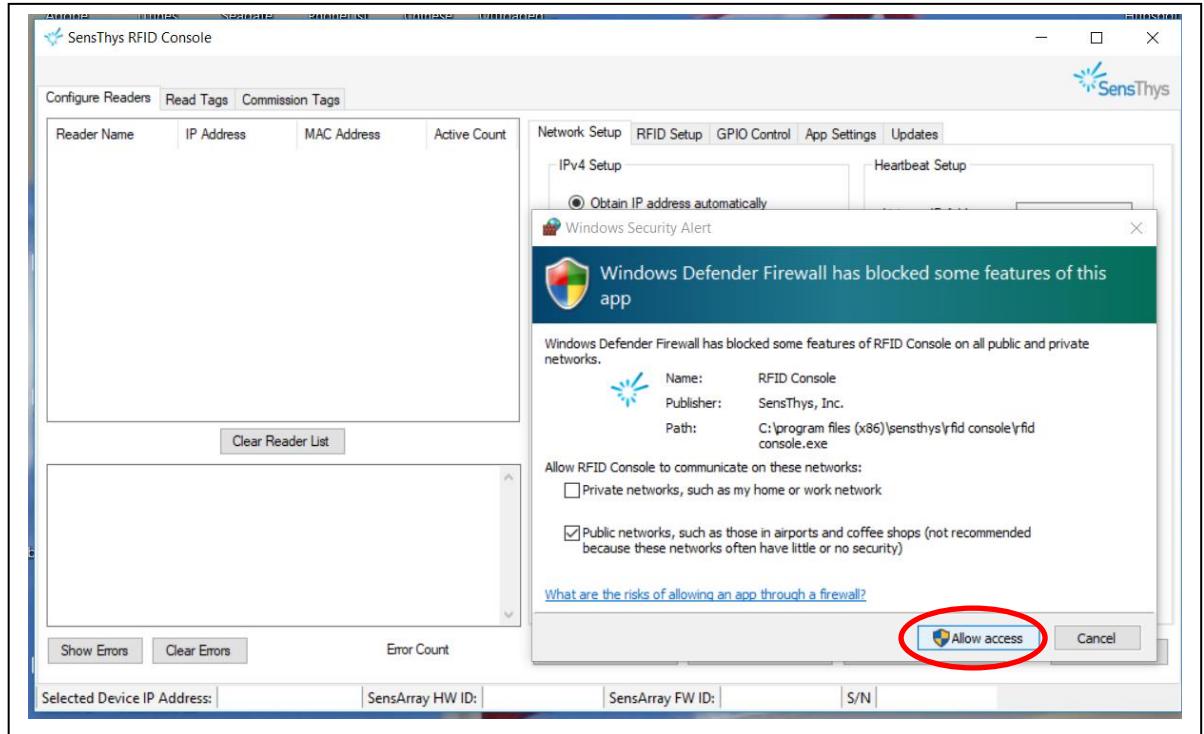 iTunes Seagate
SensThys RFID Console
SensThys
Configure Readers Read Tags Commission Tags
Reader Name IP Address MAC Address Active Count
Network Setup RFID Setup GPIO Control App Settings Updates
IPv4 Setup Heartbeat Setup
Obtain IP address automatically
Windows Security Alert
Windows Defender Firewall has blocked some features of this
app
Windows Defender Firewall has blocked some features of RFID Console on all public and private
networks.
Name: RFID Console
Publisher: SensThys, Inc.
Path: C:\program files (x86)\sensthys\rfid console\rfid
console.exe
Allow RFID Console to communicate on these networks:
Private networks, such as my home or work network
Public networks, such as those in airports and coffee shops (not recommended
because these networks often have little or no security)
What are the risks of allowing an app through a firewall?
Allow access Cancel
Clear Reader List
Show Errors Clear Errors Error Count
Selected Device IP Address: SensArray HW ID: SensArray FW ID: S/N